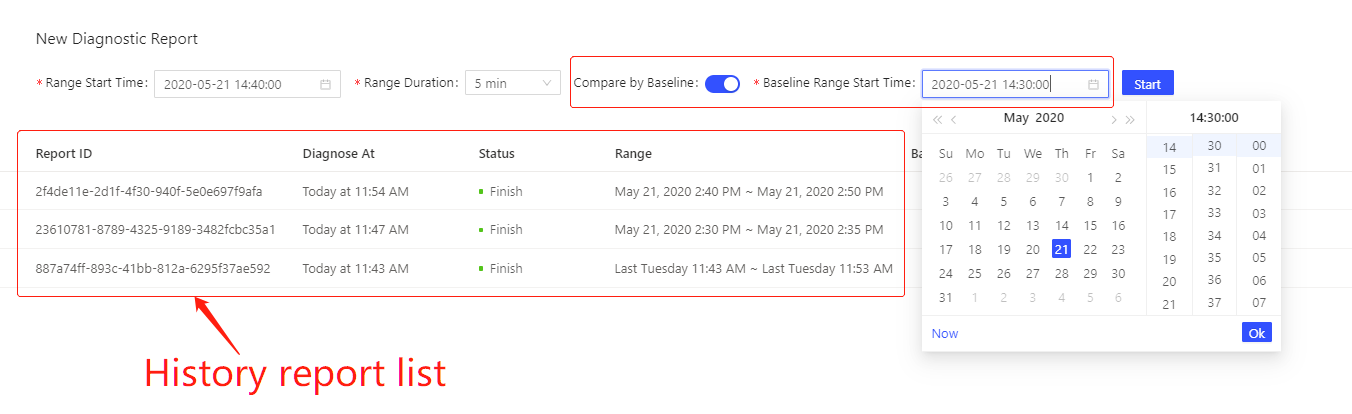 New Diagnostic Report
* Range Start Time: 2020-05-21 14:40:00 * Range Duration: 5 min Compare by Baseline: * Baseline Range Start Time: 2020-05-21 14:30:00 Start
« ‹ May 2020 › » 14:30:00
Report ID Diagnose At Status Range Ba
2f4de11e-2d1f-4f30-940f-5e0e697f9afa Today at 11:54 AM Finish May 21, 2020 2:40 PM ~ May 21, 2020 2:50 PM
23610781-8789-4325-9189-3482fcbc35a1 Today at 11:47 AM Finish May 21, 2020 2:30 PM ~ May 21, 2020 2:35 PM
887a74ff-893c-41bb-812a-6295f37ae592 Today at 11:43 AM Finish Last Tuesday 11:43 AM ~ Last Tuesday 11:53 AM
Su Mo Tu We Th Fr Sa
26 27 28 29 30 1 2
3 4 5 6 7 8 9
10 11 12 13 14 15 16
17 18 19 20 21 22 23
24 25 26 27 28 29 30
31 1 2 3 4 5 6
14 30 00
15 31 01
16 32 02
17 33 03
18 34 04
19 35 05
20 36 06
21 37 07
Now Ok
History report list